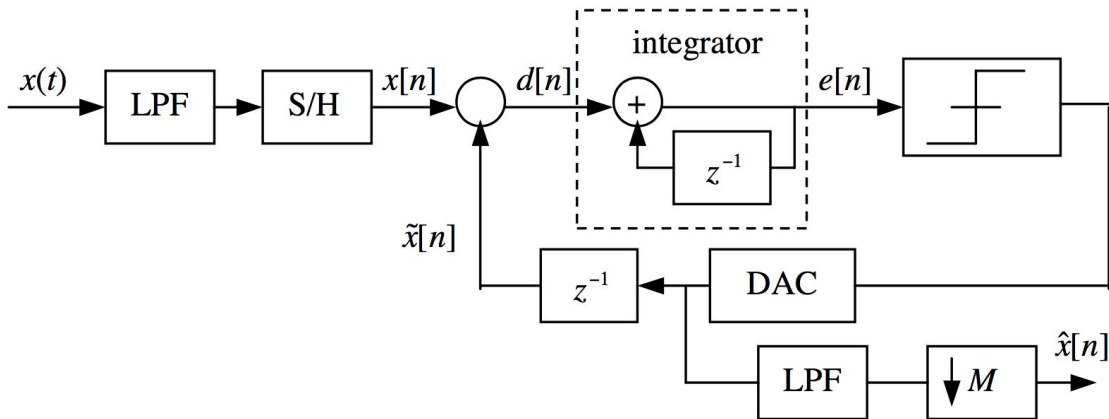 integrator
x(t)
LPF
S/H
x[n]
d[n]
+
e[n]
z⁻¹
x̃[n]
z⁻¹
DAC
LPF
↓ M
x̂[n]